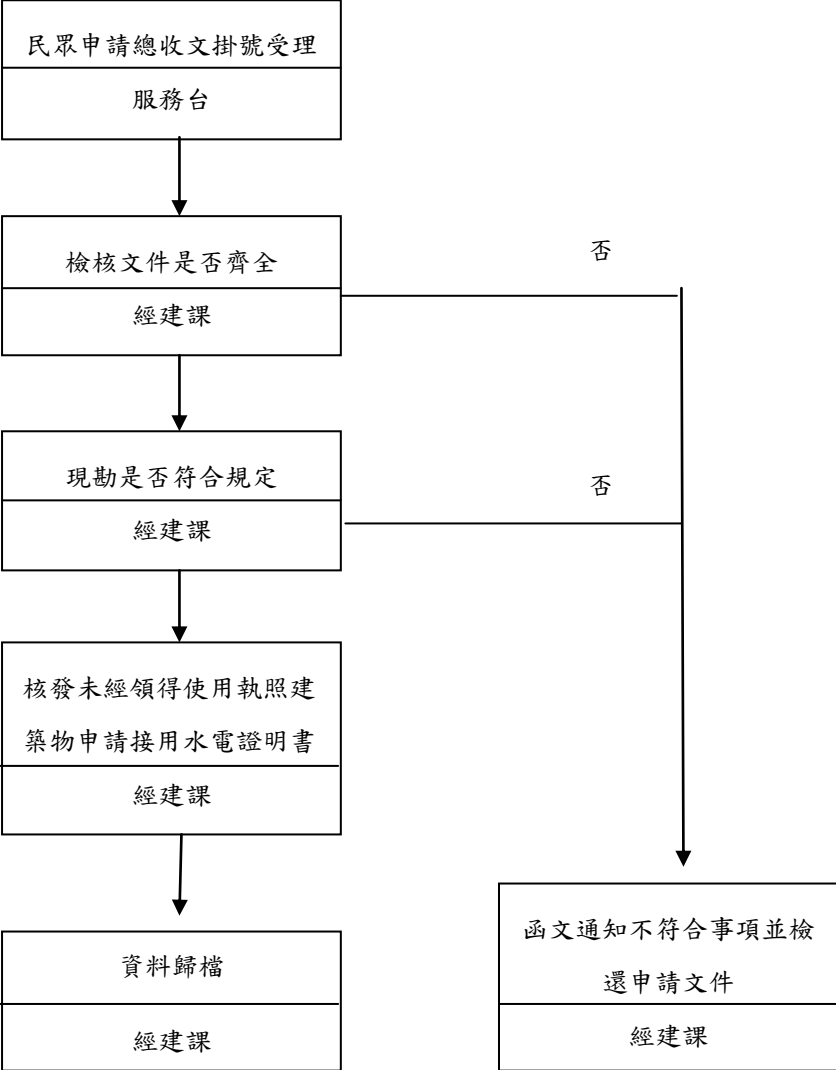 民眾申請總收文掛號受理
服務台
檢核文件是否齊全
否
經建課
現勘是否符合規定
否
經建課
核發未經領得使用執照建
築物申請接用水電證明書
經建課
資料歸檔
經建課
函文通知不符合事項並檢
還申請文件
經建課